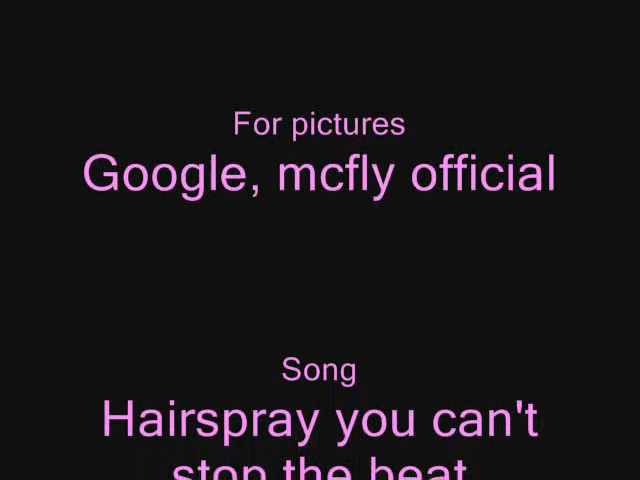 For pictures
Google, mcfly official
Song
Hairspray you can't
stop the beat